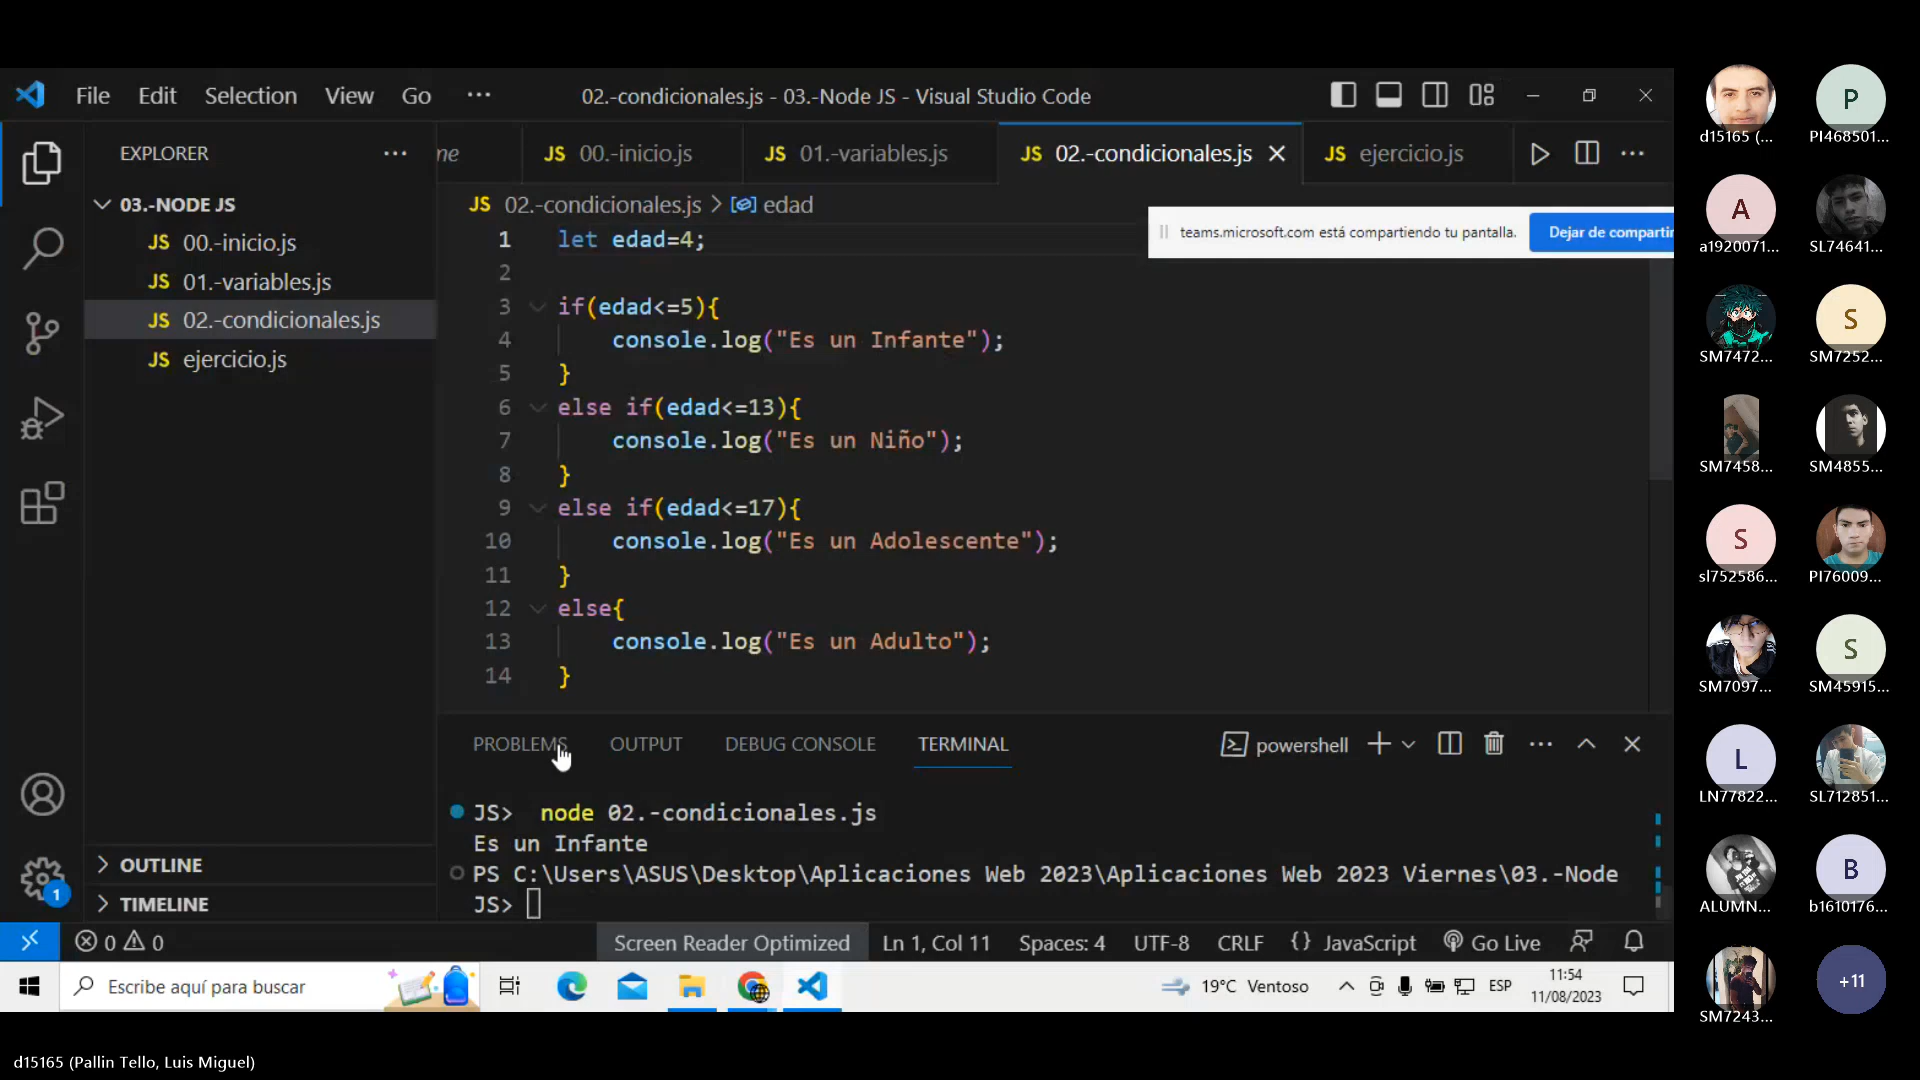 File Edit Selection View Go ··· 02.-condicionales.js - 03.-Node JS - Visual Studio Code
EXPLORER ···
me JS 00.-inicio.js JS 01.-variables.js JS 02.-condicionales.js JS ejercicio.js ···
03.-NODE JS
JS 00.-inicio.js
JS 01.-variables.js
JS 02.-condicionales.js
JS ejercicio.js
OUTLINE
TIMELINE
JS 02.-condicionales.js > edad
teams.microsoft.com está compartiendo tu pantalla. Dejar de compartir
1 let edad=4;
2
3 if(edad<=5){
4 console.log("Es un Infante");
5 }
6 else if(edad<=13){
7 console.log("Es un Niño");
8 }
9 else if(edad<=17){
10 console.log("Es un Adolescente");
11 }
12 else{
13 console.log("Es un Adulto");
14 }
PROBLEMS OUTPUT DEBUG CONSOLE TERMINAL powershell ···
JS> node 02.-condicionales.js
Es un Infante
PS C:\Users\ASUS\Desktop\Aplicaciones Web 2023\Aplicaciones Web 2023 Viernes\03.-Node
JS>
1
0 0 Screen Reader Optimized Ln 1, Col 11 Spaces: 4 UTF-8 CRLF {} JavaScript Go Live
Escribe aquí para buscar 19°C Ventoso ESP 11:54
11/08/2023
P
d15165 (... PI468501...
A
a1920071... SL74641...
S
SM7472... SM7252...
SM7458... SM4855...
S
sl752586... PI76009...
S
SM7097... SM45915...
L
LN77822... SL712851...
B
ALUMN... b1610176...
+11
SM7243...
d15165 (Pallin Tello, Luis Miguel)